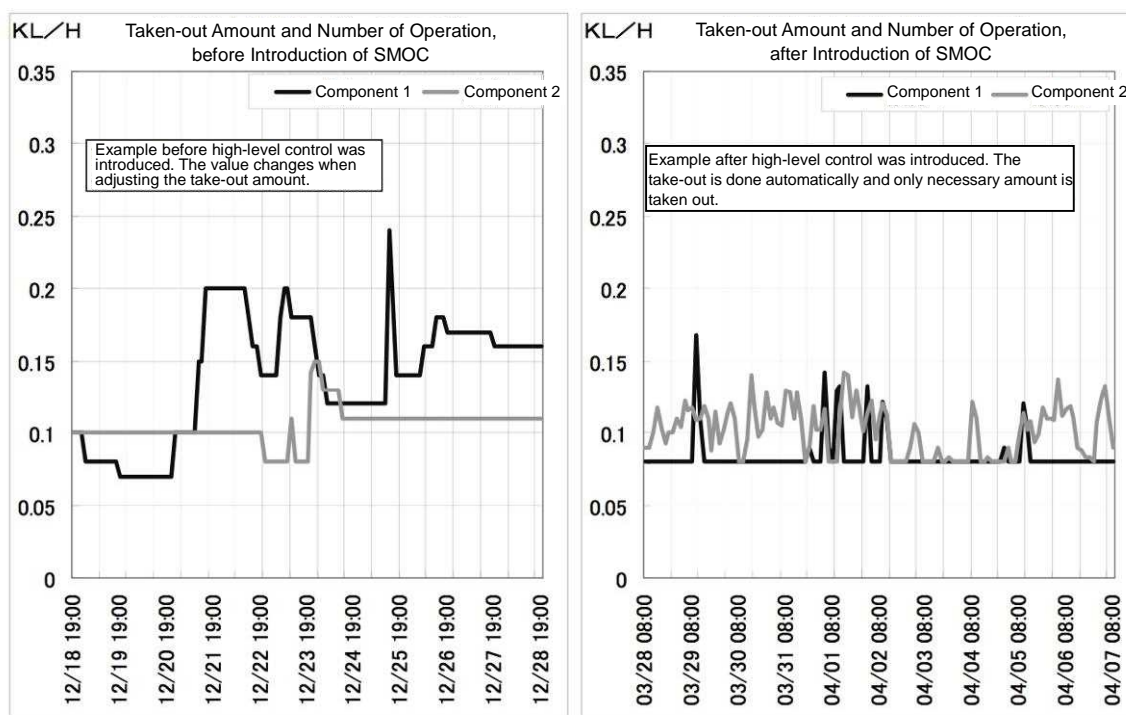 KL/H
Taken-out Amount and Number of Operation,
before Introduction of SMOC
0.35
0.3
0.25
0.2
0.15
0.1
0.05
0
Component 1
Component 2
Example before high-level control was
introduced. The value changes when
adjusting the take-out amount.
12/18 19:00
12/19 19:00
12/20 19:00
12/21 19:00
12/22 19:00
12/23 19:00
12/24 19:00
12/25 19:00
12/26 19:00
12/27 19:00
12/28 19:00
KL/H
Taken-out Amount and Number of Operation,
after Introduction of SMOC
0.35
0.3
0.25
0.2
0.15
0.1
0.05
0
Component 1
Component 2
Example after high-level control was introduced. The
take-out is done automatically and only necessary amount is
taken out.
03/28 08:00
03/29 08:00
03/30 08:00
03/31 08:00
04/01 08:00
04/02 08:00
04/03 08:00
04/04 08:00
04/05 08:00
04/06 08:00
04/07 08:00